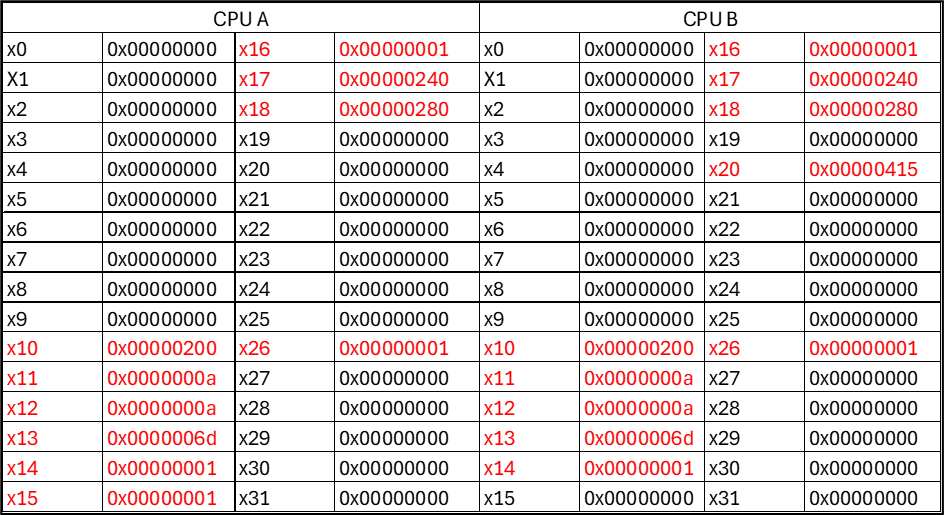 CPU A CPU B
x0 0x00000000 x16 0x00000001 x0 0x00000000 x16 0x00000001
X1 0x00000000 x17 0x00000240 X1 0x00000000 x17 0x00000240
x2 0x00000000 x18 0x00000280 x2 0x00000000 x18 0x00000280
x3 0x00000000 x19 0x00000000 x3 0x00000000 x19 0x00000000
x4 0x00000000 x20 0x00000000 x4 0x00000000 x20 0x00000415
x5 0x00000000 x21 0x00000000 x5 0x00000000 x21 0x00000000
x6 0x00000000 x22 0x00000000 x6 0x00000000 x22 0x00000000
x7 0x00000000 x23 0x00000000 x7 0x00000000 x23 0x00000000
x8 0x00000000 x24 0x00000000 x8 0x00000000 x24 0x00000000
x9 0x00000000 x25 0x00000000 x9 0x00000000 x25 0x00000000
x10 0x00000200 x26 0x00000001 x10 0x00000200 x26 0x00000001
x11 0x0000000a x27 0x00000000 x11 0x0000000a x27 0x00000000
x12 0x0000000a x28 0x00000000 x12 0x0000000a x28 0x00000000
x13 0x0000006d x29 0x00000000 x13 0x0000006d x29 0x00000000
x14 0x00000001 x30 0x00000000 x14 0x00000001 x30 0x00000000
x15 0x00000001 x31 0x00000000 x15 0x00000000 x31 0x00000000